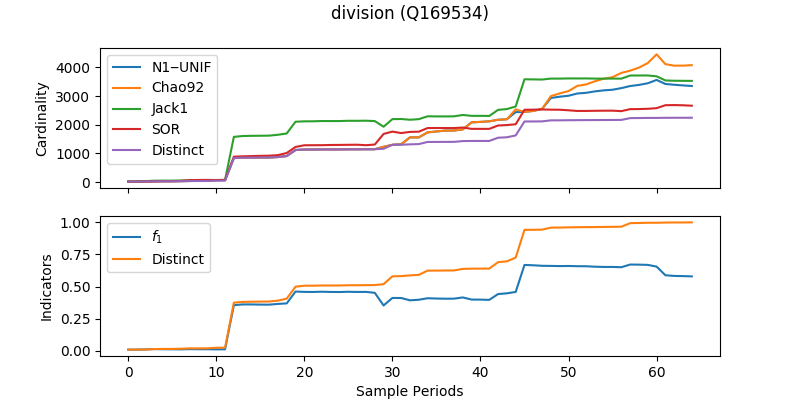 division (Q169534)
Cardinality
4000
3000
2000
1000
0
N1−UNIF
Chao92
Jack1
SOR
Distinct
Indicators
1.00
0.75
0.50
0.25
0.00
f1
Distinct
0 10 20 30 40 50 60
Sample Periods